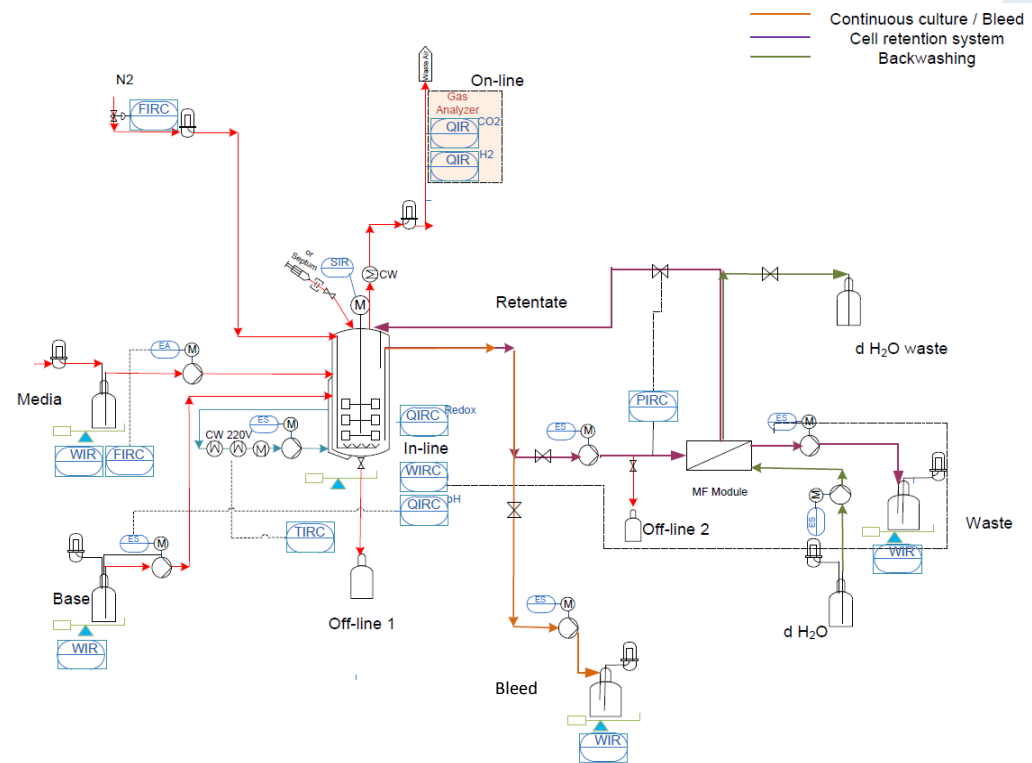 Continuous culture / Bleed
Cell retention system
Backwashing
Waste Air
On-line
N2
FIRC
Gas
Analyzer
QIR
CO2
QIR
H2
or
Septum
SIR
CW
M
Retentate
d H2O waste
EA
M
Media
PIRC
ES
M
CW 220V
M
QIRC
Redox
In-line
WIR
FIRC
WIRC
QIRC
pH
ES
M
ES
M
MF Module
M
ES
Off-line 2
Waste
TIRC
ES
M
WIR
Base
Off-line 1
ES
M
d H2O
WIR
Bleed
WIR